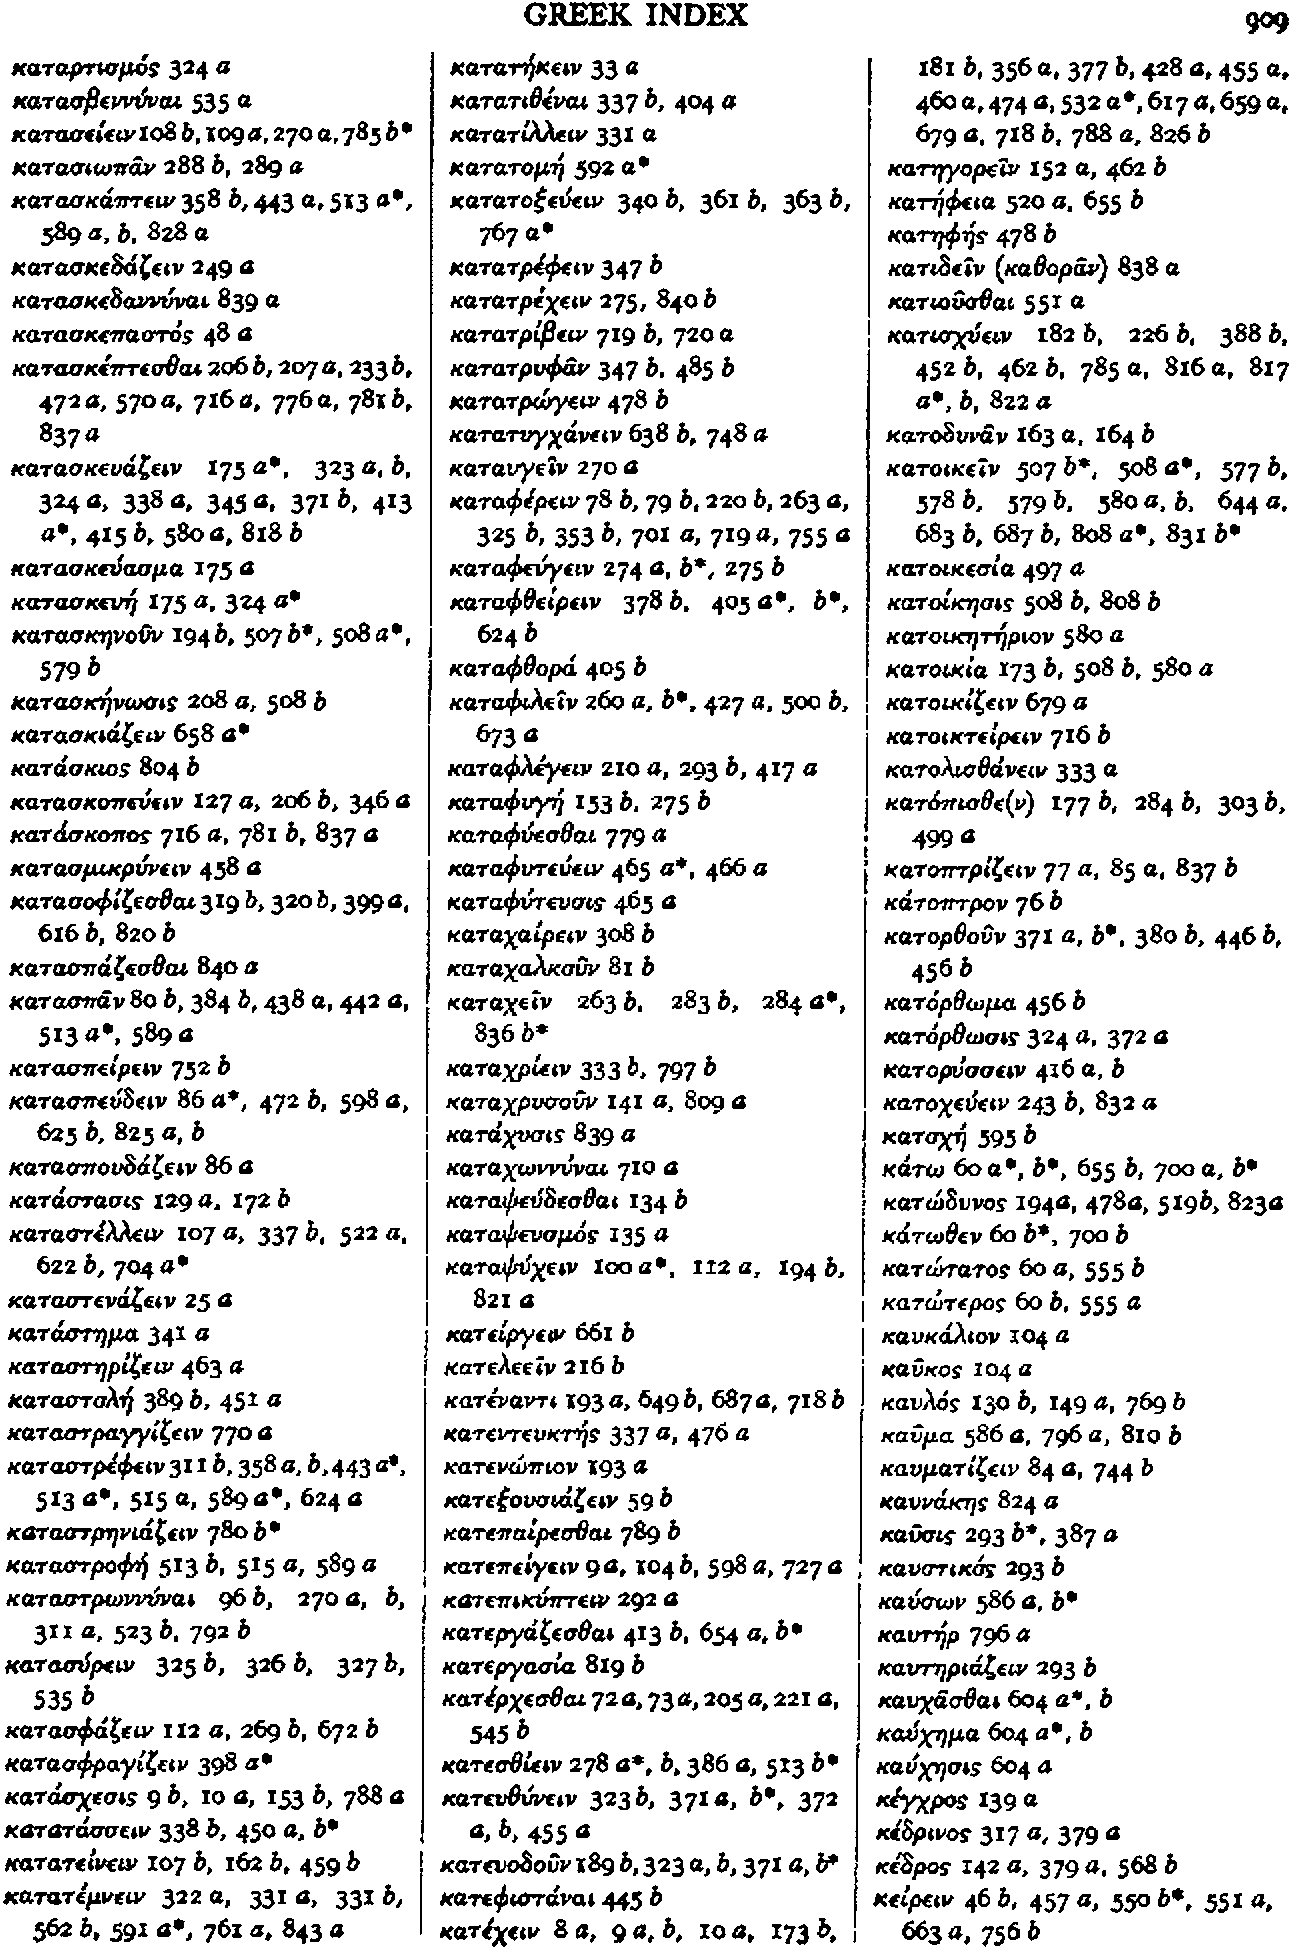 GREEK INDEX
909
καταρτισμός 324 a
κατασβεννύναι 535 a
κατασείειν 108 b, 109 a, 270 a, 785 b*
κατασιωπᾶν 288 b, 289 a
κατασκάπτειν 358 b, 443 a, 513 a*,
589 a, b, 828 a
κατασκεδάζειν 249 a
κατασκεδαννύναι 839 a
κατασκεπαστός 48 a
κατασκέπτεσθαι 206 b, 207 a, 233 b,
472 a, 570 a, 716 a, 776 a, 781 b,
837 a
κατασκευάζειν 175 a*, 323 a, b,
324 a, 338 a, 345 a, 371 b, 413
a*, 415 b, 580 a, 818 b
κατασκεύασμα 175 a
κατασκευή 175 a, 324 a*
κατασκηνοῦν 194 b, 507 b*, 508 a*,
579 b
κατασκήνωσις 208 a, 508 b
κατασκιάζειν 658 a*
κατάσκιος 804 b
κατασκοπεύειν 127 a, 206 b, 346 a
κατάσκοπος 716 a, 781 b, 837 a
κατασμικρύνειν 458 a
κατασοφίζεσθαι 319 b, 320 b, 399 a,
616 b, 820 b
κατασπάζεσθαι 840 a
κατασπᾶν 80 b, 384 b, 438 a, 442 a,
513 a*, 589 a
κατασπείρειν 752 b
κατασπεύδειν 86 a*, 472 b, 598 a,
625 b, 825 a, b
κατασπουδάζειν 86 a
κατάστασις 129 a, 172 b
καταστέλλειν 107 a, 337 b, 522 a,
622 b, 704 a*
καταστενάζειν 25 a
κατάστημα 341 a
καταστηρίζειν 463 a
καταστολή 389 b, 451 a
καταστραγγίζειν 770 a
καταστρέφειν 311 b, 358 a, b, 443 a*,
513 a*, 515 a, 589 a*, 624 a
καταστρηνιάζειν 780 b*
καταστροφή 513 b, 515 a, 589 a
καταστρωννύναι 96 b, 270 a, b,
311 a, 523 b, 792 b
κατασύρειν 325 b, 326 b, 327 b,
535 b
κατασφάζειν 112 a, 269 b, 672 b
κατασφραγίζειν 398 a*
κατάσχεσις 9 b, 10 a, 153 b, 788 a
κατατάσσειν 338 b, 450 a, b*
κατατείνειν 107 b, 162 b, 459 b
κατατέμνειν 322 a, 331 a, 331 b,
562 b, 591 a*, 761 a, 843 a
κατατήκειν 33 a
κατατιθέναι 337 b, 404 a
κατατίλλειν 331 a
κατατομή 592 a*
κατατοξεύειν 340 b, 361 b, 363 b,
767 a*
κατατρέφειν 347 b
κατατρέχειν 275, 840 b
κατατρίβειν 719 b, 720 a
κατατρυφᾶν 347 b, 485 b
κατατρώγειν 478 b
κατατυγχάνειν 638 b, 748 a
καταυγεῖν 270 a
καταφέρειν 78 b, 79 b, 220 b, 263 a,
325 b, 353 b, 701 a, 719 a, 755 a
καταφεύγειν 274 a, b*, 275 b
καταφθείρειν 378 b, 405 a*, b*,
624 b
καταφθορά 405 b
καταφιλεῖν 260 a, b*, 427 a, 500 b,
673 a
καταφλέγειν 210 a, 293 b, 417 a
καταφυγή 153 b, 275 b
καταφύεσθαι 779 a
καταφυτεύειν 465 a*, 466 a
καταφύτευσις 465 a
καταχαίρειν 308 b
καταχαλκοῦν 81 b
καταχεῖν 263 b, 283 b, 284 a*,
836 b*
καταχρίειν 333 b, 797 b
καταχρυσοῦν 141 a, 809 a
κατάχυσις 839 a
καταχωννύναι 710 a
καταψεύδεσθαι 134 b
καταψευσμός 135 a
καταψύχειν 100 a*, 112 a, 194 b,
821 a
κατείργειν 661 b
κατελεεῖν 216 b
κατέναντι 193 a, 649 b, 687 a, 718 b
κατεντευκτής 337 a, 476 a
κατενώπιον 193 a
κατεξουσιάζειν 59 b
κατεπαίρεσθαι 789 b
κατεπείγειν 9 a, 104 b, 598 a, 727 a
κατεπικύπτειν 292 a
κατεργάζεσθαι 413 b, 654 a, b*
κατεργασία 819 b
κατέρχεσθαι 72 a, 73 a, 205 a, 221 a,
545 b
κατεσθίειν 278 a*, b, 386 a, 513 b*
κατευθύνειν 323 b, 371 a, b*, 372
a, b, 455 a
κατευοδοῦν 189 b, 323 a, b, 371 a, b*
κατεφιστάναι 445 b
κατέχειν 8 a, 9 a, b, 10 a, 173 b,
181 b, 356 a, 377 b, 428 a, 455 a,
460 a, 474 a, 532 a*, 617 a, 659 a,
679 a, 718 b, 788 a, 826 b
κατηγορεῖν 152 a, 462 b
κατήφεια 520 a, 655 b
κατηφής 478 b
κατιδεῖν (καθορᾶν) 838 a
κατιοῦσθαι 551 a
κατισχύειν 182 b, 226 b, 388 b,
452 b, 462 b, 785 a, 816 a, 817
a*, b, 822 a
κατοδυνᾶν 163 a, 164 b
κατοικεῖν 507 b*, 508 a*, 577 b,
578 b, 579 b, 580 a, b, 644 a,
683 b, 687 b, 808 a*, 831 b*
κατοικεσία 497 a
κατοίκησις 508 b, 808 b
κατοικητήριον 580 a
κατοικία 173 b, 508 b, 580 a
κατοικίζειν 679 a
κατοικτείρειν 716 b
κατολισθάνειν 333 a
κατόπισθε(ν) 177 b, 284 b, 303 b,
499 a
κατοπτρίζειν 77 a, 85 a, 837 b
κάτοπτρον 76 b
κατορθοῦν 371 a, b*, 380 b, 446 b,
456 b
κατόρθωμα 456 b
κατόρθωσις 324 a, 372 a
κατορύσσειν 416 a, b
κατοχεύειν 243 b, 832 a
κατοχή 595 b
κάτω 60 a*, b*, 655 b, 700 a, b*
κατώδυνος 194a, 478a, 519b, 823a
κάτωθεν 60 b*, 700 b
κατώτατος 60 a, 555 b
κατώτερος 60 b, 555 a
καυκάλιον 104 a
καῦκος 104 a
καυλός 130 b, 149 a, 769 b
καῦμα 586 a, 796 a, 810 b
καυματίζειν 84 a, 744 b
καυνάκης 824 a
καῦσις 293 b*, 387 a
καυστικός 293 b
καύσων 586 a, b*
καυτήρ 796 a
καυτηριάζειν 293 b
καυχᾶσθαι 604 a*, b
καύχημα 604 a*, b
καύχησις 604 a
κέγχρος 139 a
κέδρινος 317 a, 379 a
κέδρος 142 a, 379 a, 568 b
κείρειν 46 b, 457 a, 550 b*, 551 a,
663 a, 756 b